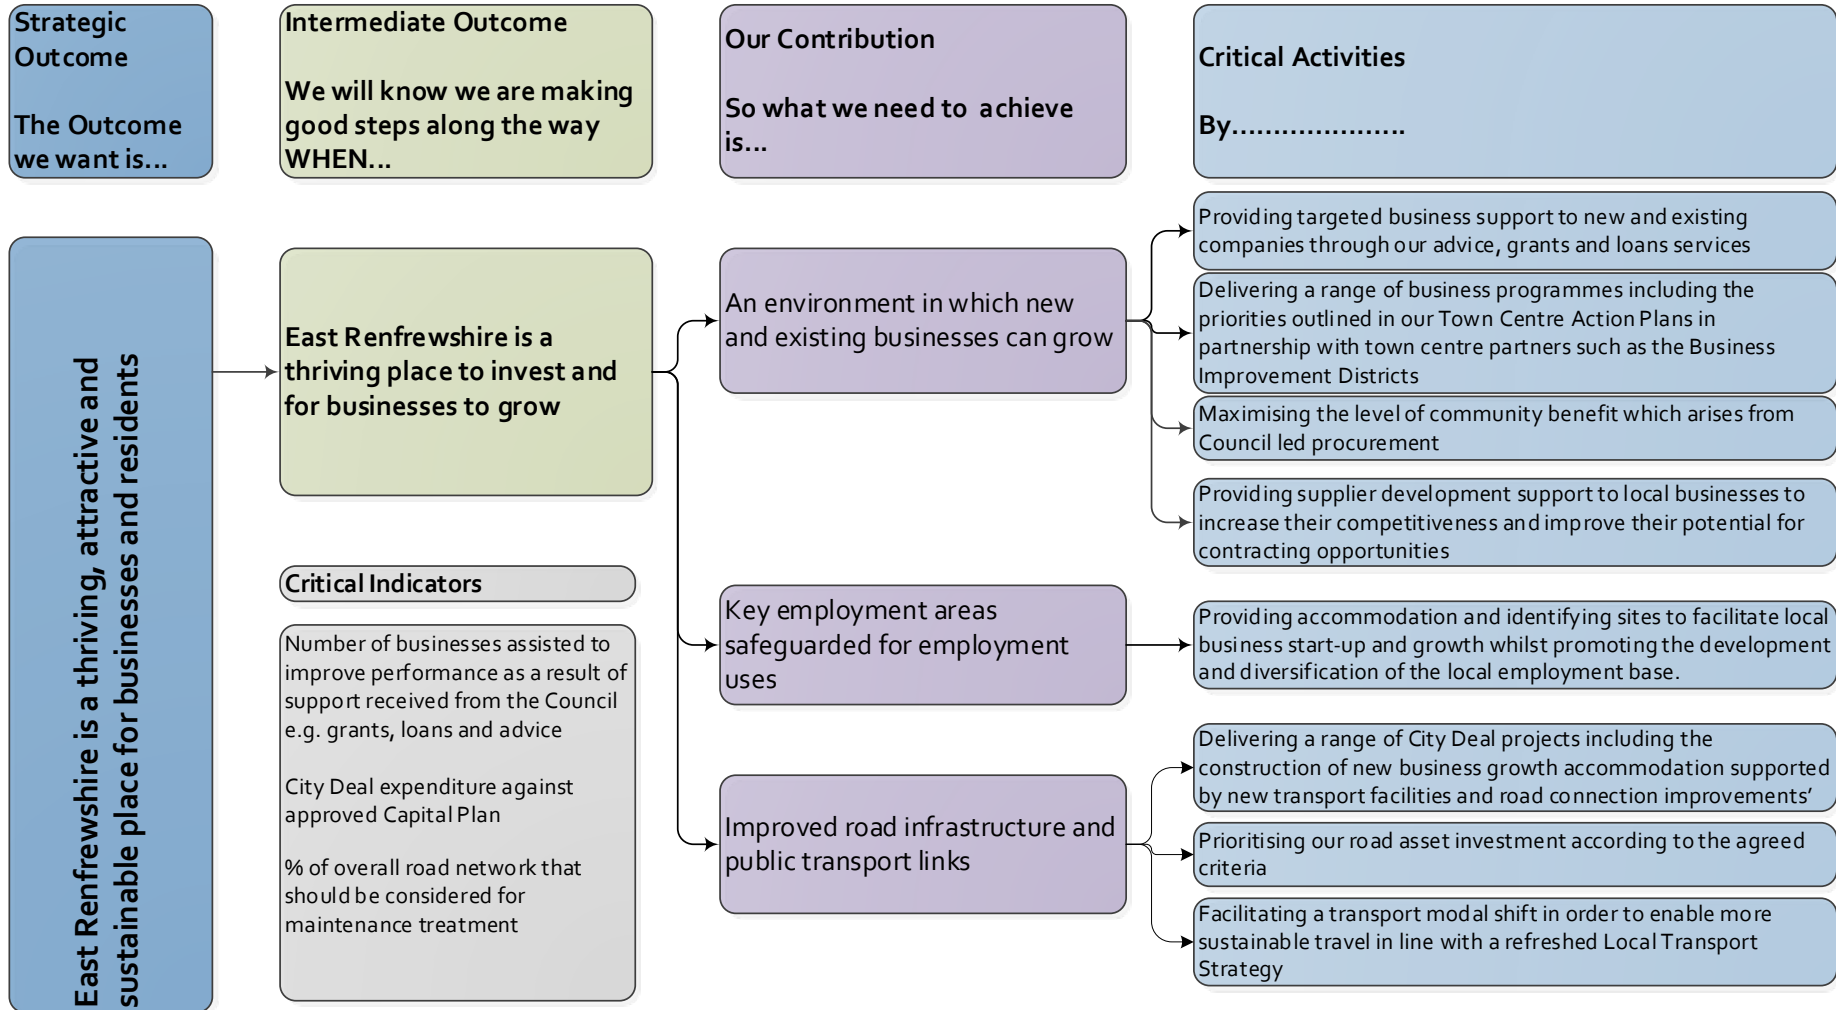 Strategic
Outcome
The Outcome
we want is...
Intermediate Outcome
We will know we are making
good steps along the way
WHEN...
Our Contribution
So what we need to achieve
is...
Critical Activities
By.....................
East Renfrewshire is a thriving, attractive and
sustainable place for businesses and residents
East Renfrewshire is a
thriving place to invest and
for businesses to grow
Critical Indicators
Number of businesses assisted to
improve performance as a result of
support received from the Council
e.g. grants, loans and advice
City Deal expenditure against
approved Capital Plan
% of overall road network that
should be considered for
maintenance treatment
An environment in which new
and existing businesses can grow
Providing targeted business support to new and existing
companies through our advice, grants and loans services
Delivering a range of business programmes including the
priorities outlined in our Town Centre Action Plans in
partnership with town centre partners such as the Business
Improvement Districts
Maximising the level of community benefit which arises from
Council led procurement
Providing supplier development support to local businesses to
increase their competitiveness and improve their potential for
contracting opportunities
Key employment areas
safeguarded for employment
uses
Providing accommodation and identifying sites to facilitate local
business start-up and growth whilst promoting the development
and diversification of the local employment base.
Improved road infrastructure and
public transport links
Delivering a range of City Deal projects including the
construction of new business growth accommodation supported
by new transport facilities and road connection improvements’
Prioritising our road asset investment according to the agreed
criteria
Facilitating a transport modal shift in order to enable more
sustainable travel in line with a refreshed Local Transport
Strategy